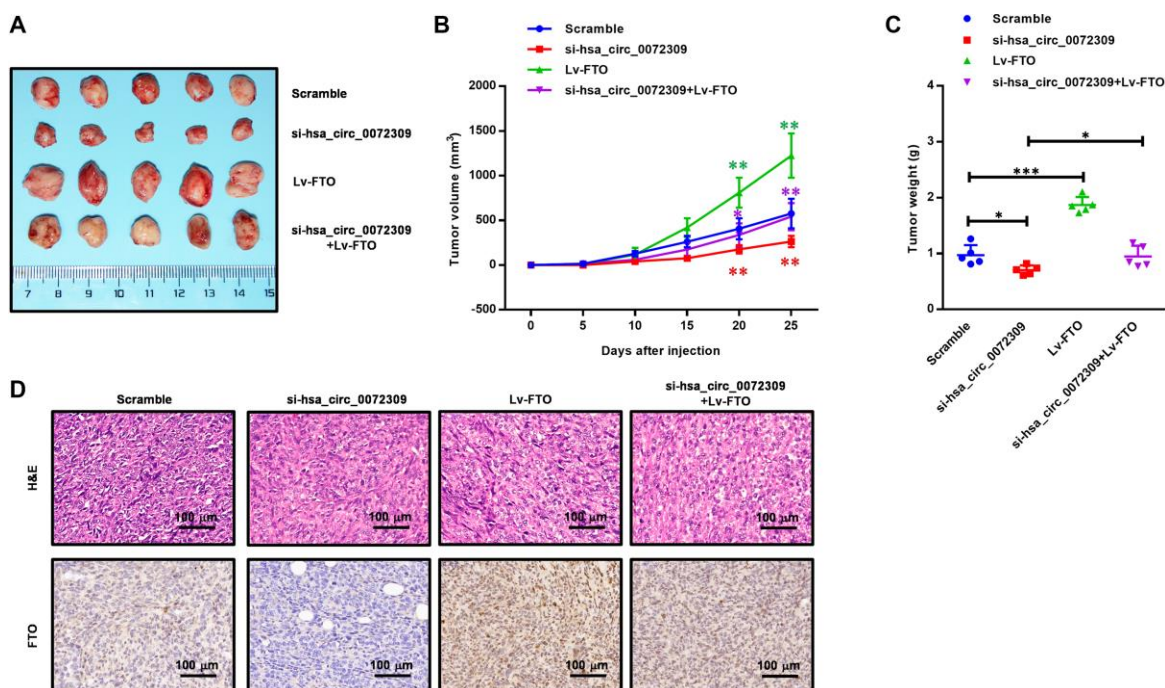 A
Scramble
si-hsa_circ_0072309
Lv-FTO
si-hsa_circ_0072309
+Lv-FTO
7 8 9 10 11 12 13 14 15
B
Scramble
si-hsa_circ_0072309
Lv-FTO
si-hsa_circ_0072309+Lv-FTO
Tumor volume (mm³)
2000
1500
1000
500
0
-500
** **
* **
** **
0 5 10 15 20 25
Days after injection
C
Scramble
si-hsa_circ_0072309
Lv-FTO
si-hsa_circ_0072309+Lv-FTO
Tumor weight (g)
4
3
2
1
0
*
***
*
Scramble
si-hsa_circ_0072309
Lv-FTO
si-hsa_circ_0072309+Lv-FTO
D
Scramble
si-hsa_circ_0072309
Lv-FTO
si-hsa_circ_0072309
+Lv-FTO
H&E
100 μm
100 μm
100 μm
100 μm
FTO
100 μm
100 μm
100 μm
100 μm